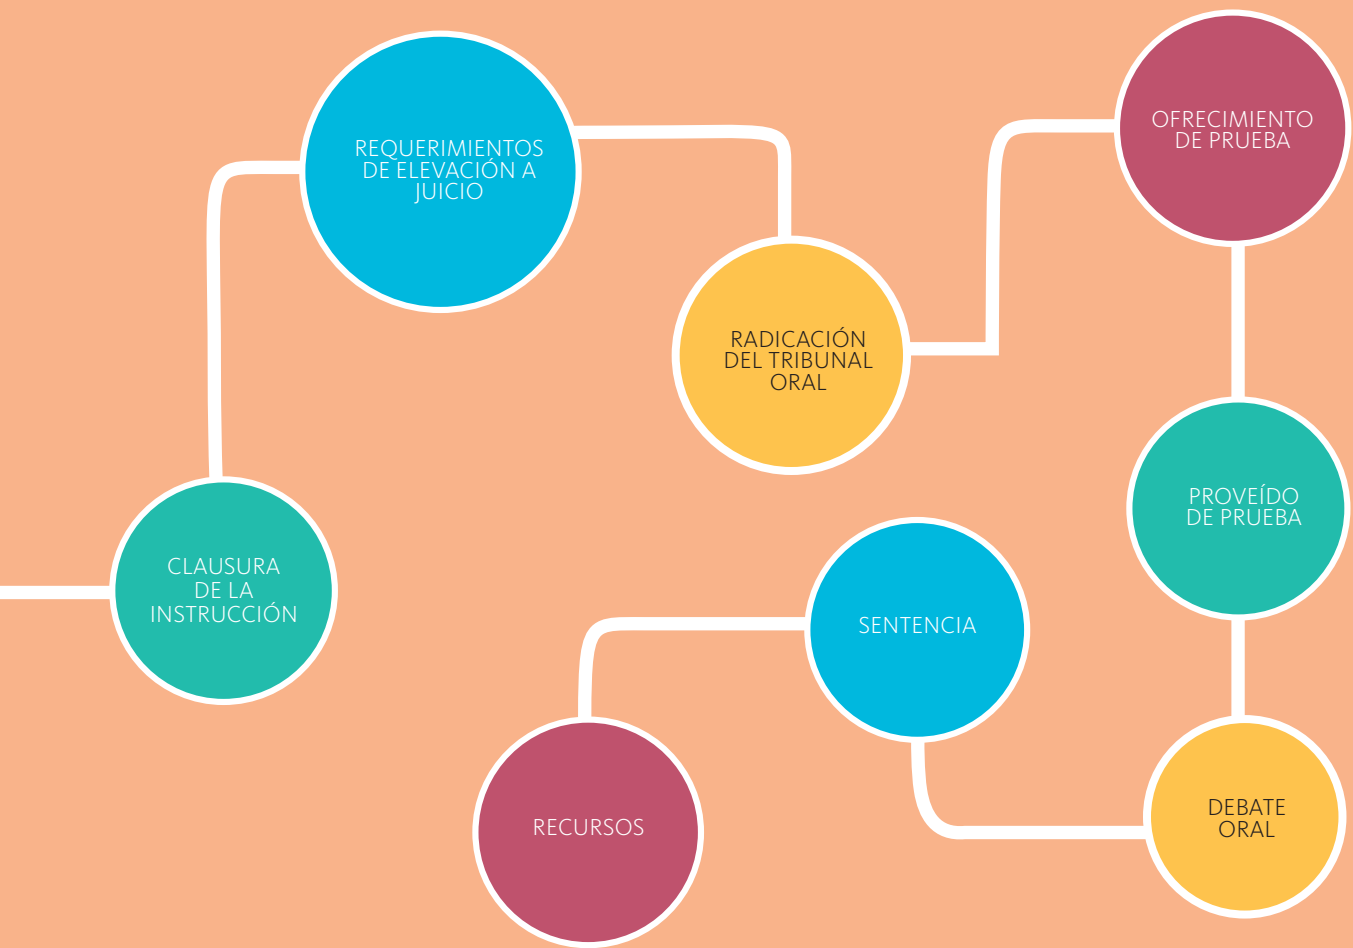 CLAUSURA
DE LA
INSTRUCCIÓN
REQUERIMIENTOS
DE ELEVACIÓN A
JUICIO
RADICACIÓN
DEL TRIBUNAL
ORAL
OFRECIMIENTO
DE PRUEBA
PROVEÍDO
DE PRUEBA
DEBATE
ORAL
SENTENCIA
RECURSOS